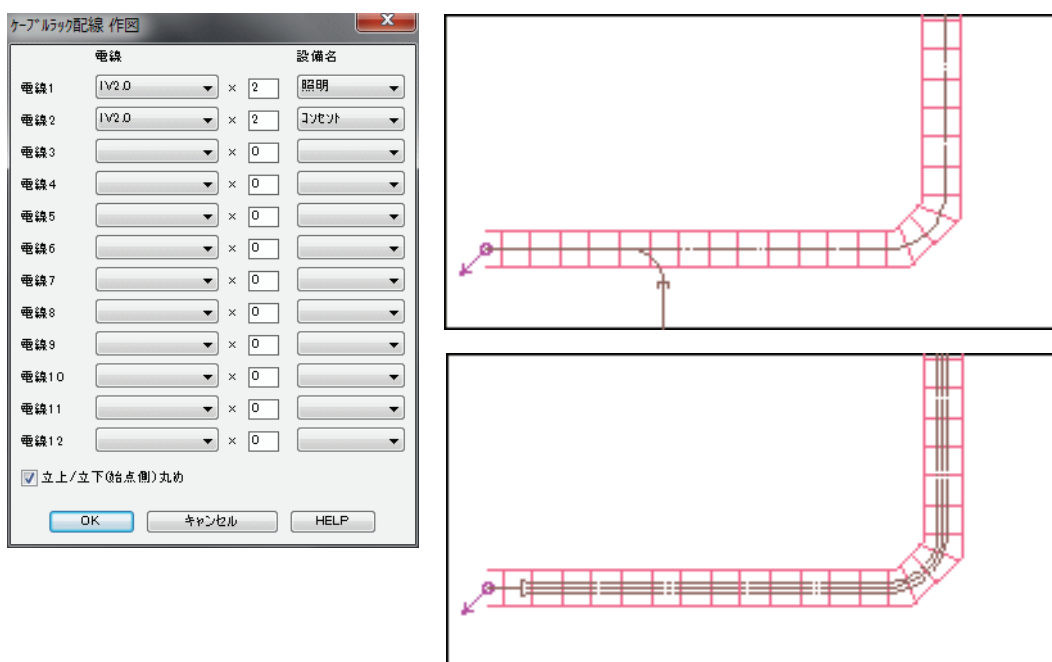 ｹｰﾌﾞﾙﾗｯｸ配線 作図
電線 設備名
電線1 IV2.0 × 2 照明
電線2 IV2.0 × 2 ｺﾝｾﾝﾄ
電線3 × 0
電線4 × 0
電線5 × 0
電線6 × 0
電線7 × 0
電線8 × 0
電線9 × 0
電線10 × 0
電線11 × 0
電線12 × 0
立上/立下(始点側)丸め
OK キャンセル HELP